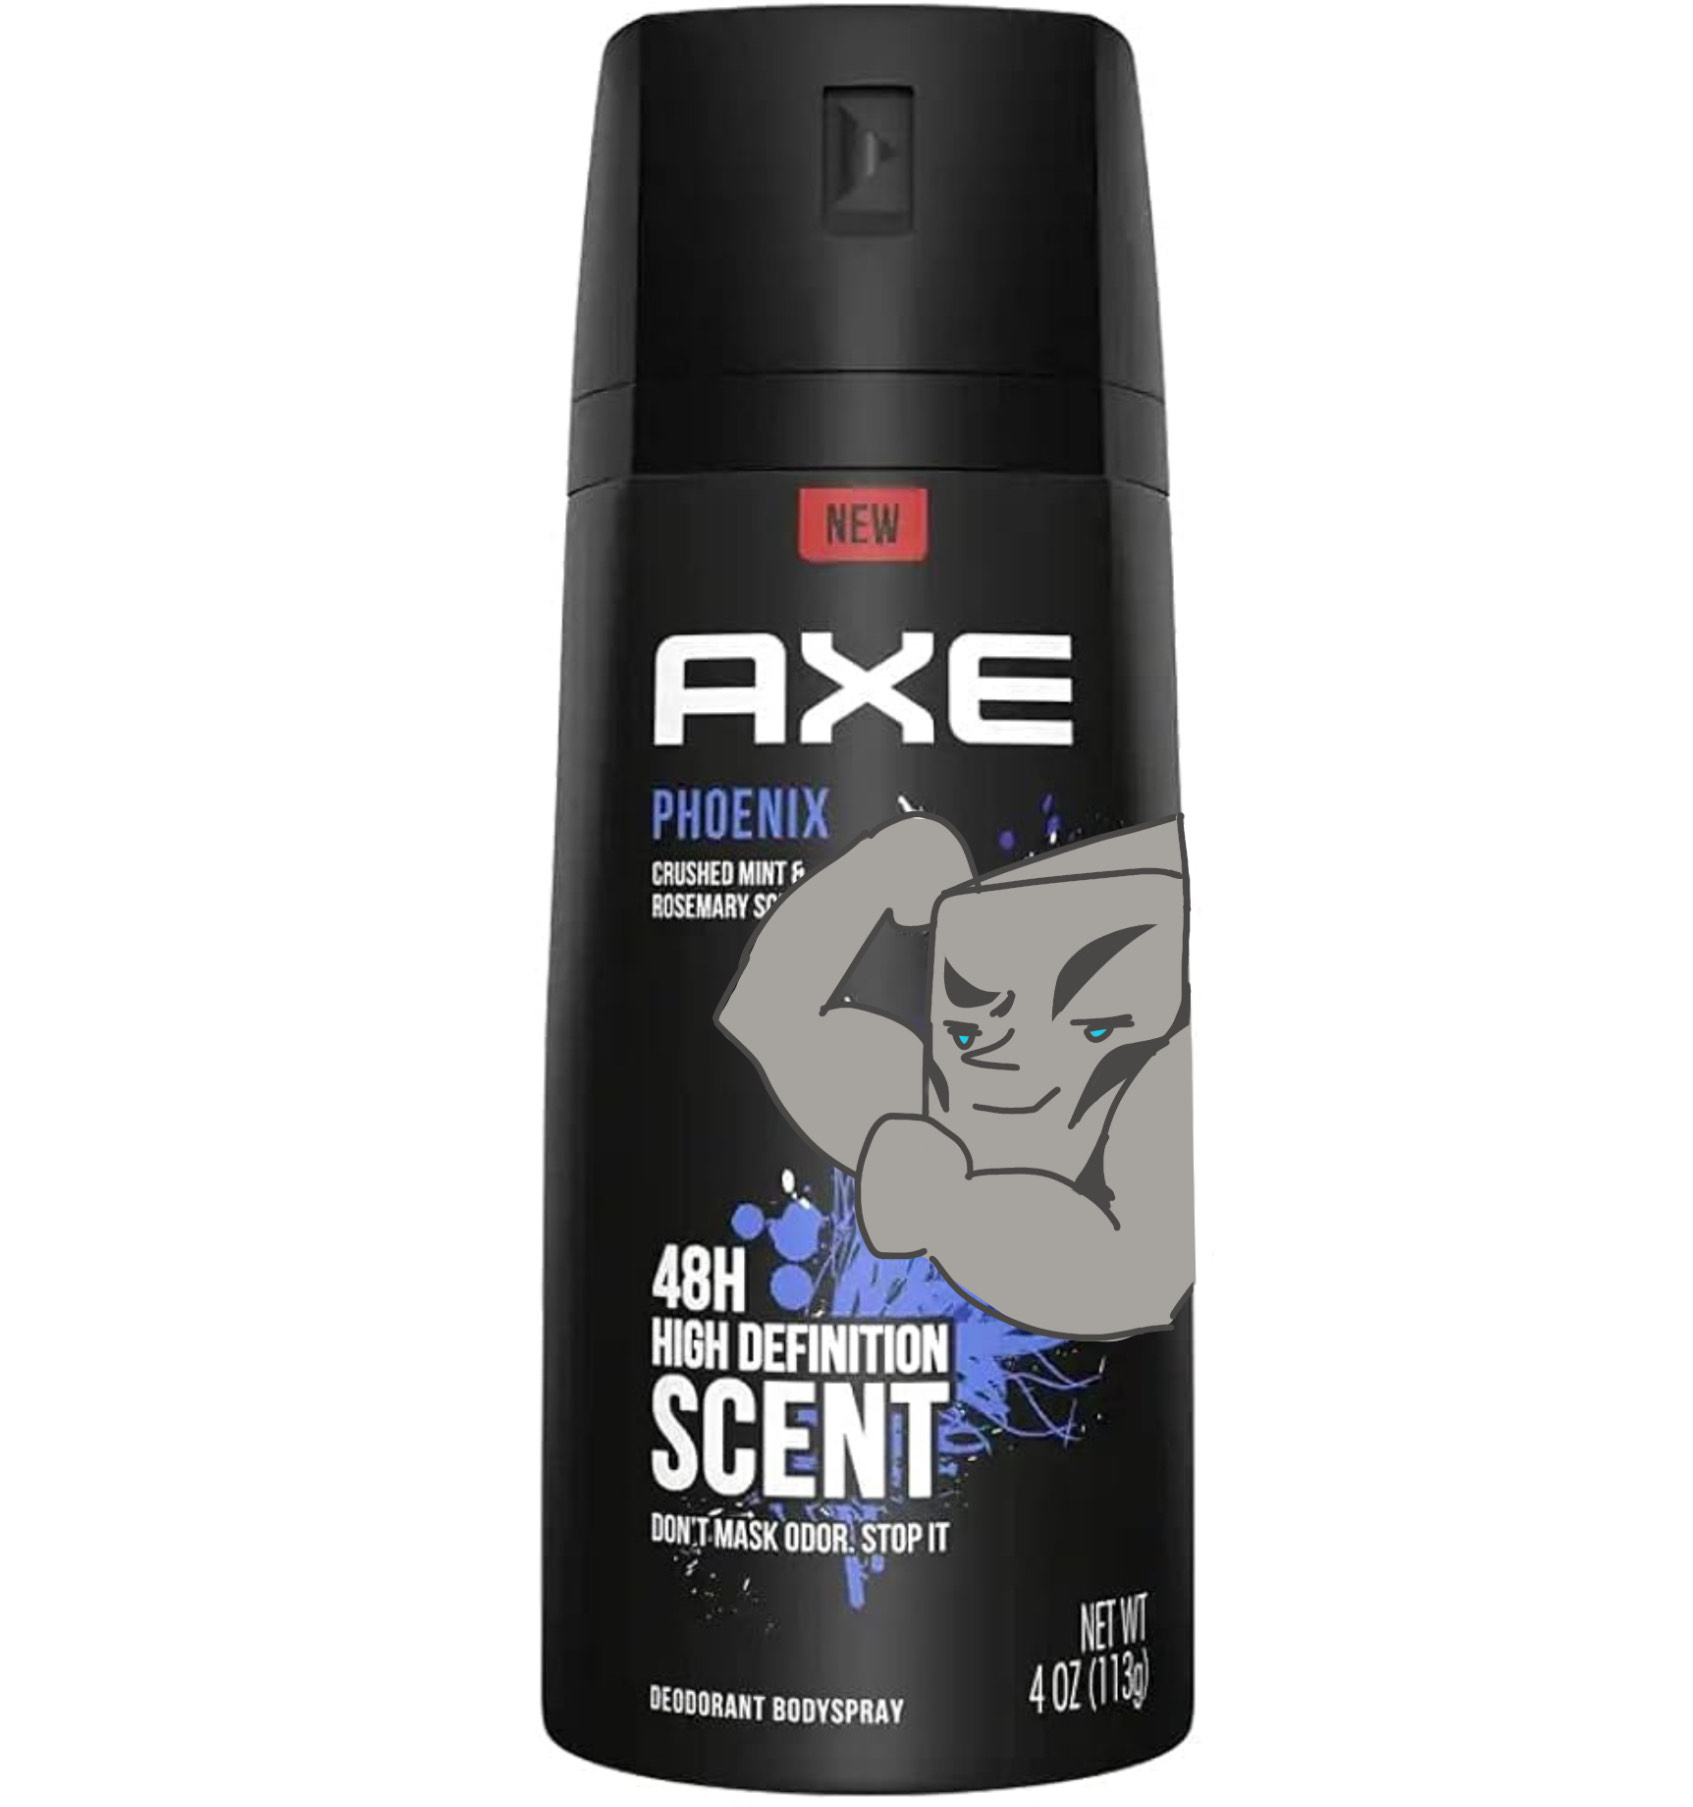 NEW
AXE
PHOENIX
CRUSHED MINT &
ROSEMARY
48H
HIGH DEFINITION
SCENT
DON'T MASK ODOR. STOP IT
NET WT
4 OZ (113g)
DEODORANT BODYSPRAY